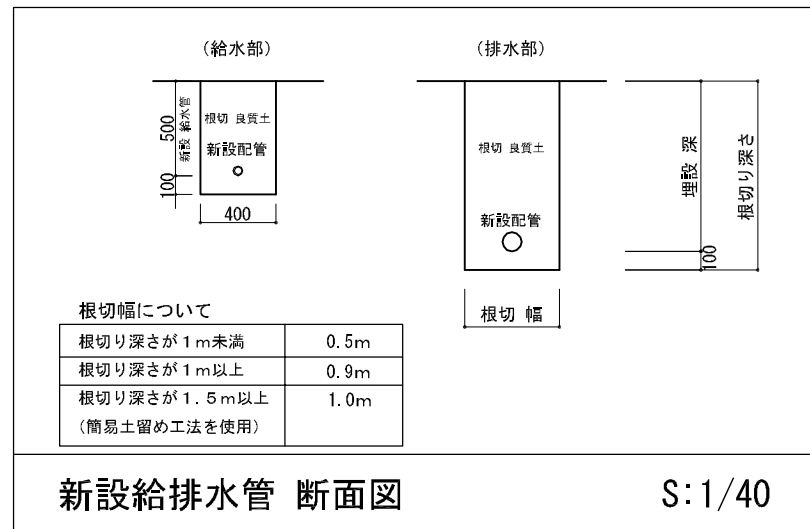 (給水部)
(排水部)
500
100
新設 給水管
根切 良質土
新設配管
400
根切 良質土
新設配管
根切 幅
埋設 深
100
根切り深さ
根切幅について
根切り深さが1m未満 0.5m
根切り深さが1m以上 0.9m
根切り深さが1.5m以上 1.0m
(簡易土留め工法を使用)
新設給排水管 断面図 S:1/40